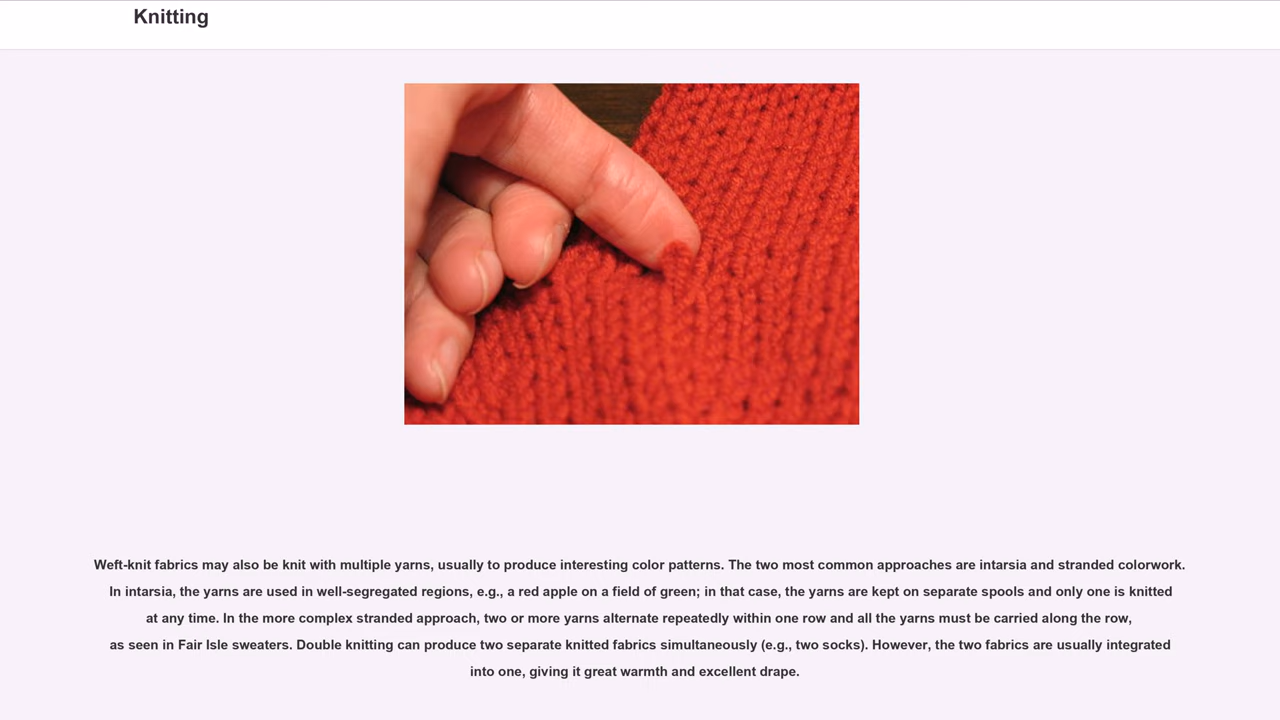 Knitting
Weft-knit fabrics may also be knit with multiple yarns, usually to produce interesting color patterns. The two most common approaches are intarsia and stranded colorwork.
In intarsia, the yarns are used in well-segregated regions, e.g., a red apple on a field of green; in that case, the yarns are kept on separate spools and only one is knitted
at any time. In the more complex stranded approach, two or more yarns alternate repeatedly within one row and all the yarns must be carried along the row,
as seen in Fair Isle sweaters. Double knitting can produce two separate knitted fabrics simultaneously (e.g., two socks). However, the two fabrics are usually integrated
into one, giving it great warmth and excellent drape.